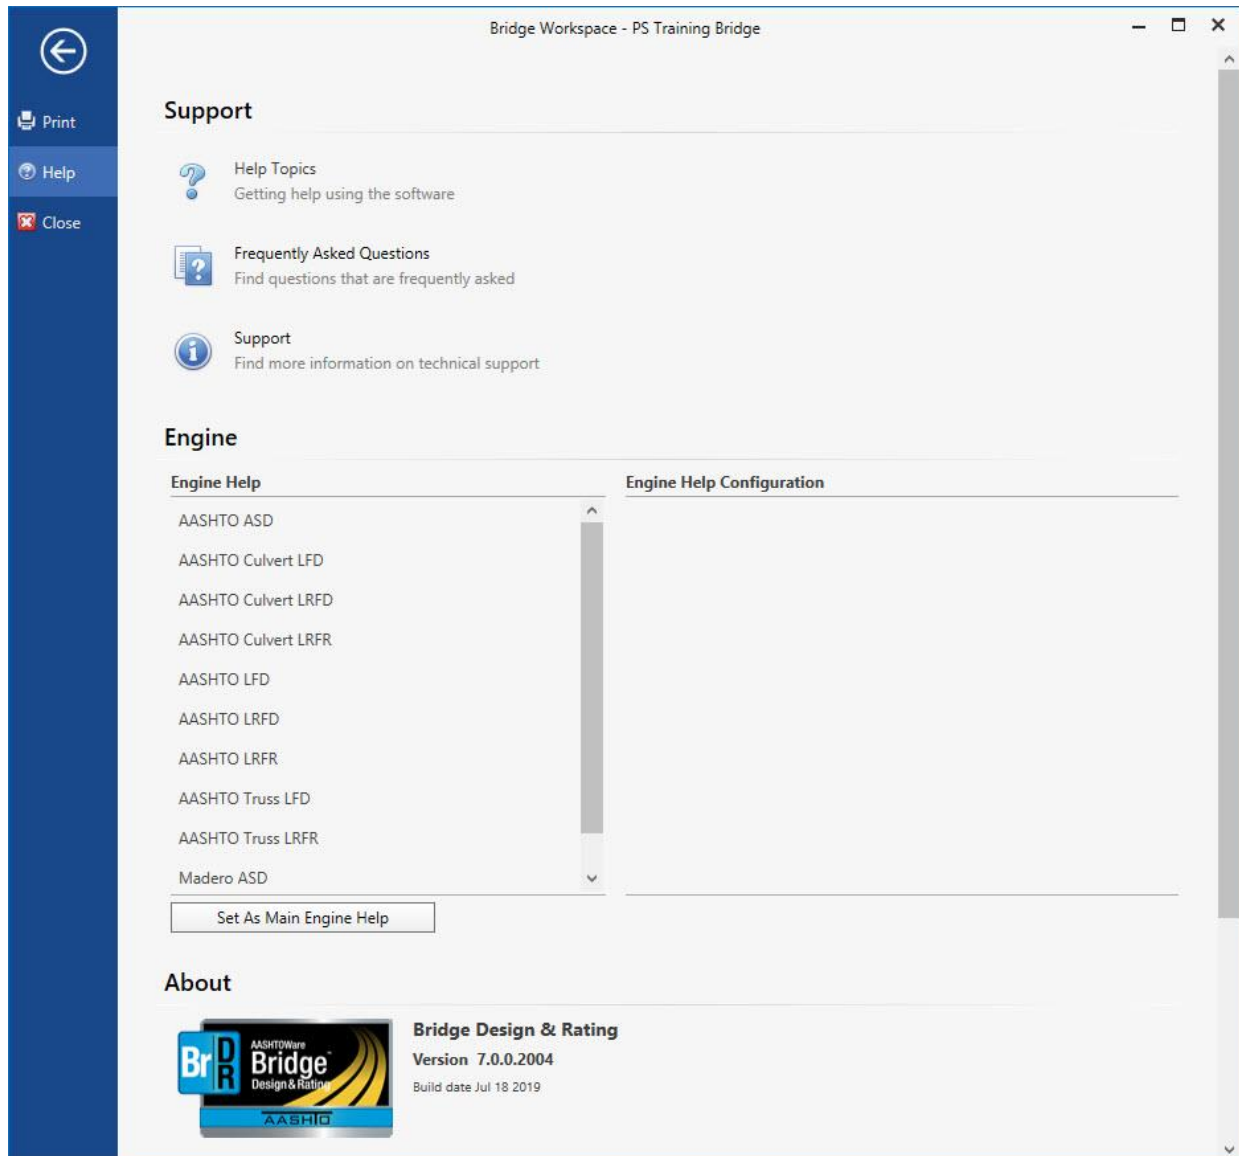 Bridge Workspace - PS Training Bridge
Print
Help
Close
Support
Help Topics
Getting help using the software
Frequently Asked Questions
Find questions that are frequently asked
Support
Find more information on technical support
Engine
Engine Help
Engine Help Configuration
AASHTO ASD
AASHTO Culvert LFD
AASHTO Culvert LRFD
AASHTO Culvert LRFR
AASHTO LFD
AASHTO LRFD
AASHTO LRFR
AASHTO Truss LFD
AASHTO Truss LRFR
Madero ASD
Set As Main Engine Help
About
Br DR
AASHTOWare
Bridge™
Design & Rating
AASHTO
Bridge Design & Rating
Version 7.0.0.2004
Build date Jul 18 2019